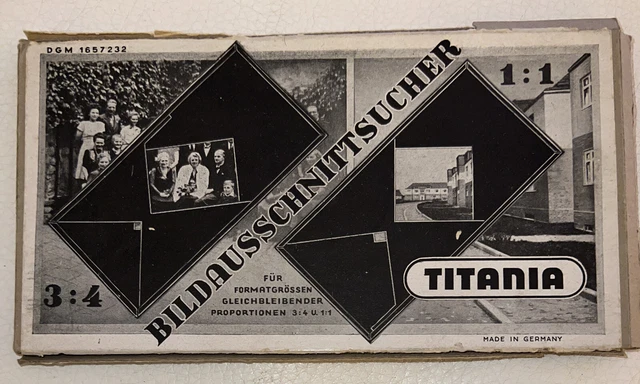 DGM 1657232
1:1
BILDAUSSCHNITTSUCHER
3:4
FÜR
FORMATGRÖSSEN
GLEICHBLEIBENDER
PROPORTIONEN 3:4 U. 1:1
TITANIA
MADE IN GERMANY